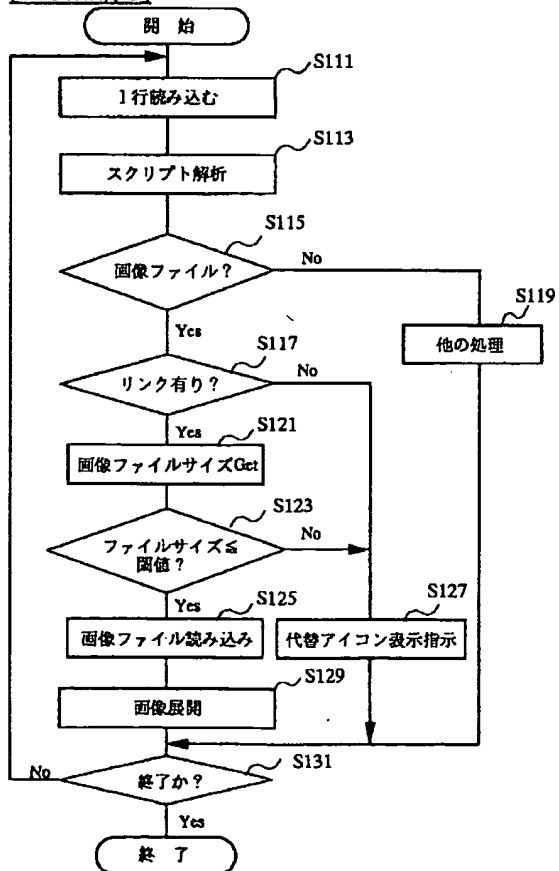 開 始
S111
1行読み込む
S113
スクリプト解析
S115
画像ファイル?
No
S119
他の処理
Yes
S117
リンク有り?
No
Yes
S121
画像ファイルサイズGet
S123
ファイルサイズ≦
閾値?
No
Yes
S125
画像ファイル読み込み
S127
代替アイコン表示指示
S129
画像展開
S131
終了か?
No
Yes
終 了